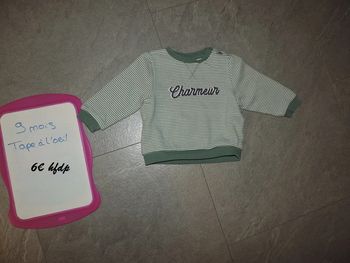 Charmeur
9 mois
Tape à l'oeil
6€ hfdp